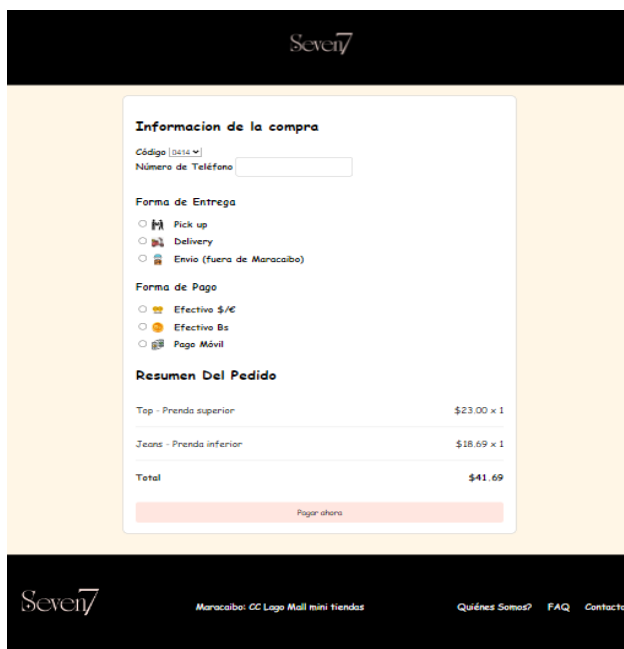 Seven7
Informacion de la compra
Código 0414
Número de Teléfono
Forma de Entrega
Pick up
Delivery
Envio (fuera de Maracaibo)
Forma de Pago
Efectivo $/€
Efectivo Bs
Pago Móvil
Resumen Del Pedido
Top - Prenda superior $23.00 x 1
Jeans - Prenda inferior $18.69 x 1
Total $41.69
Pagar ahora
Seven7 Maracaibo: CC Lago Mall mini tiendas Quiénes Somos? FAQ Contacto